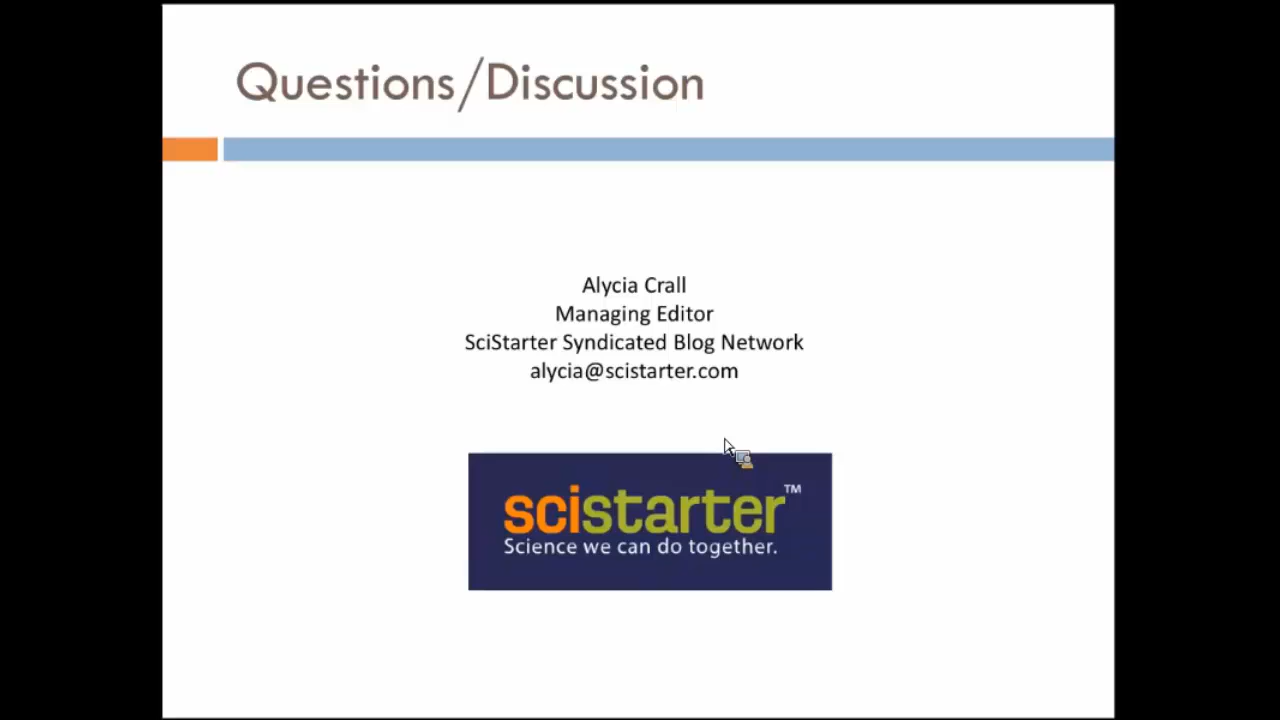 Questions/Discussion
Alycia Crall
Managing Editor
SciStarter Syndicated Blog Network
alycia@scistarter.com
scistarter™
Science we can do together.